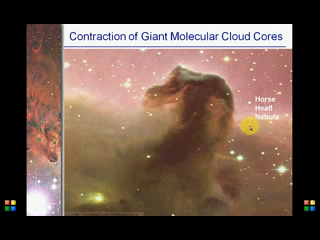 Contraction of Giant Molecular Cloud Cores
Horse
Head
Nebula